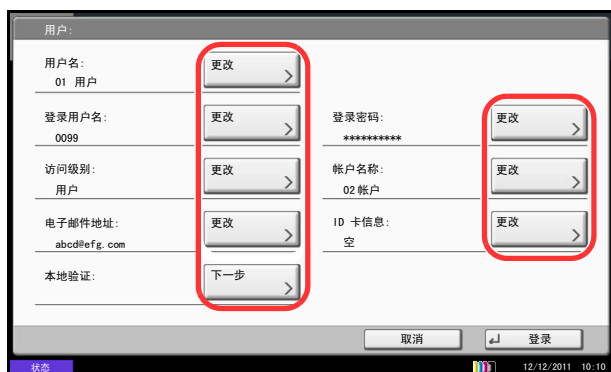 用户:
用户名:
更改
01 用户
登录用户名:
更改
登录密码:
更改
0099
**********
访问级别:
更改
帐户名称:
更改
用户
02 帐户
电子邮件地址:
更改
ID 卡信息:
更改
abcd@efg.com
空
本地验证:
下一步
取消
登录
状态
12/12/2011 10:10